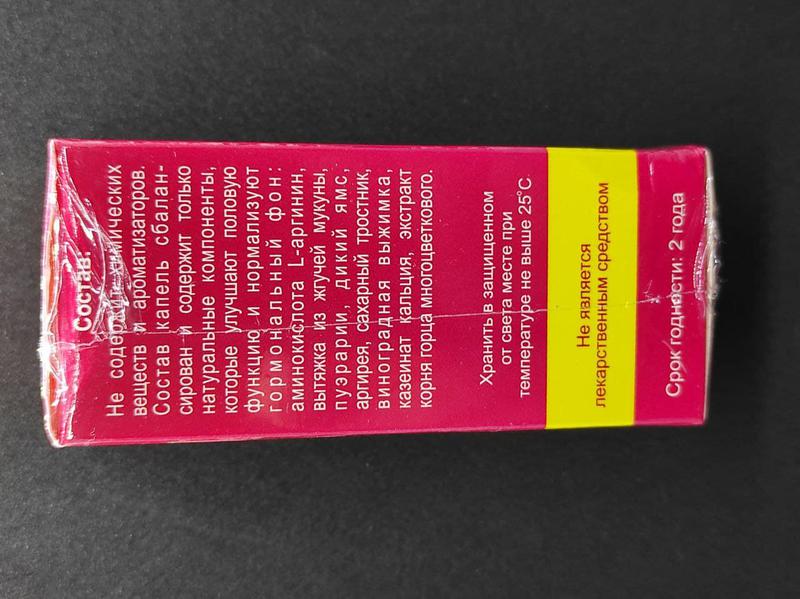 Состав:
Не содержит химических
веществ и ароматизаторов.
Состав капель сбалан-
сирован и содержит только
натуральные компоненты,
которые улучшают половую
функцию и нормализуют
гормональный фон:
аминокислота L-аргинин,
вытяжка из жгучей мукуны,
пуэрарии, дикий ямс,
артирея, сахарный тростник,
виноградная выжимка,
казеинат кальция, экстракт
корня горца многоцветкового.
Хранить в защищенном
от света месте при
температуре не выше 25°С
Не является
лекарственным средством
Срок годности: 2 года